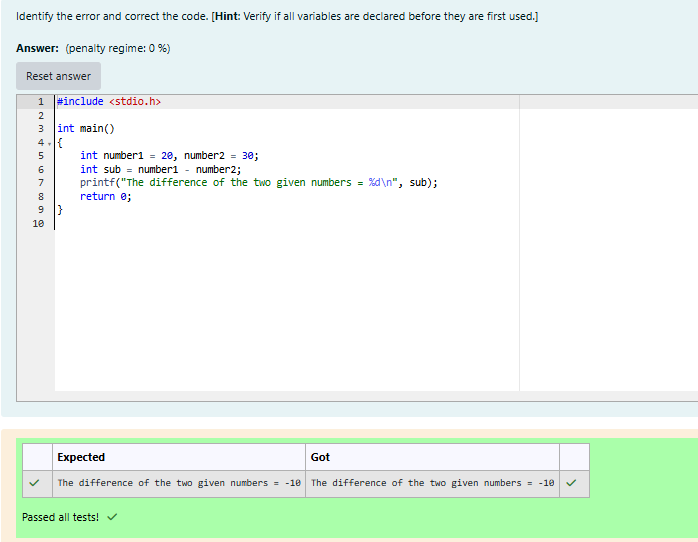 Identify the error and correct the code. [Hint: Verify if all variables are declared before they are first used.]
Answer: (penalty regime: 0 %)
Reset answer
1 #include <stdio.h>
2
3 int main()
4 {
5 int number1 = 20, number2 = 30;
6 int sub = number1 - number2;
7 printf("The difference of the two given numbers = %d\n", sub);
8 return 0;
9 }
10
Expected Got
The difference of the two given numbers = -10 The difference of the two given numbers = -10
Passed all tests!